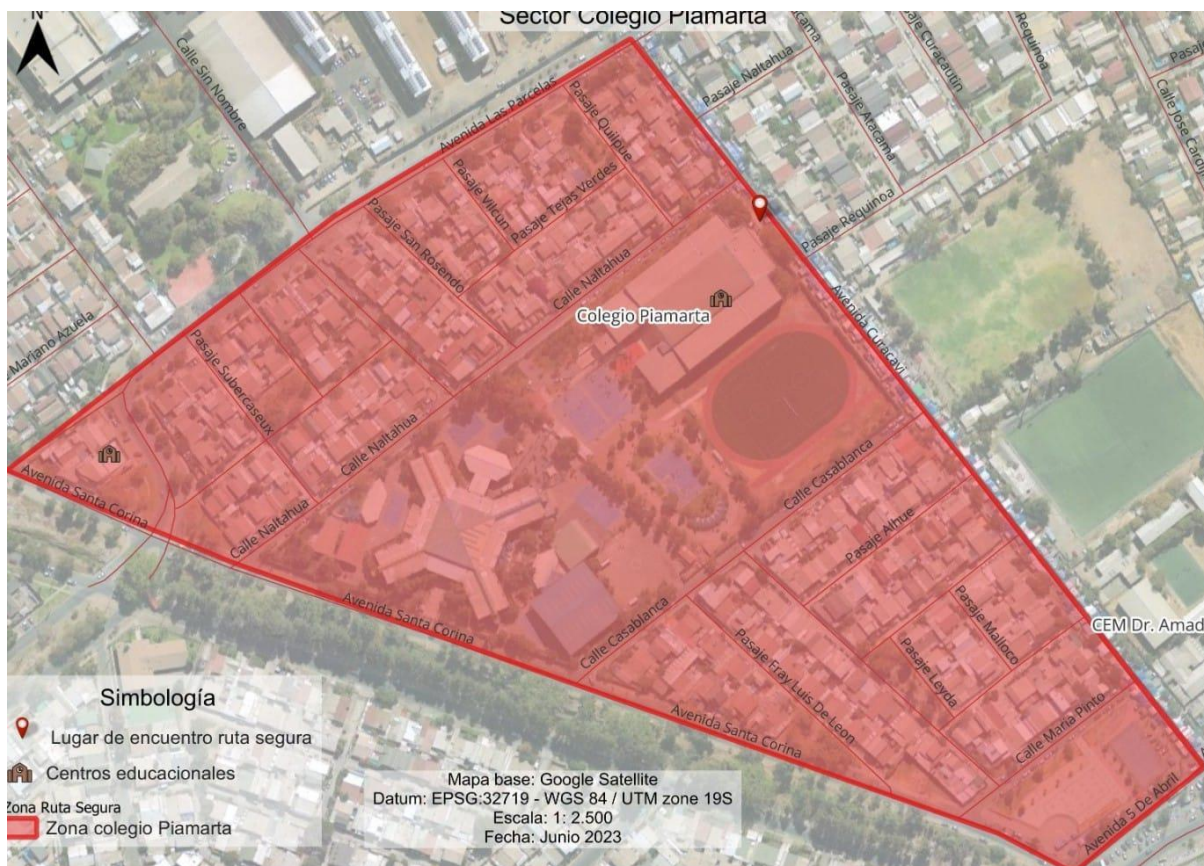 Sector Colegio Piamarta
N
Calle Sin Nombre
Avenida Las Parcelas
Pasaje Quilpue
Pasaje Naltahua
Pasaje Curacautin
Requinoa
Calle Jose Cardijn
Pasaje Atacama
Pasaje Vilcun
Pasaje Tejas Verdes
Pasaje San Rosendo
Pasaje Requinoa
Calle Naltahua
Colegio Piamarta
Avenida Curacavi
Mariano Azuela
Pasaje Subercaseux
Calle Naltahua
Calle Casablanca
Avenida Santa Corina
Calle Naltahua
Pasaje Alhue
Avenida Santa Corina
Calle Casablanca
Pasaje Malloco
CEM Dr. Amad
Pasaje Fray Luis De Leon
Pasaje Leyda
Avenida Santa Corina
Calle Maria Pinto
Avenida 5 De Abril
Simbología
Lugar de encuentro ruta segura
Centros educacionales
Zona Ruta Segura
Zona colegio Piamarta
Mapa base: Google Satellite
Datum: EPSG:32719 - WGS 84 / UTM zone 19S
Escala: 1: 2.500
Fecha: Junio 2023